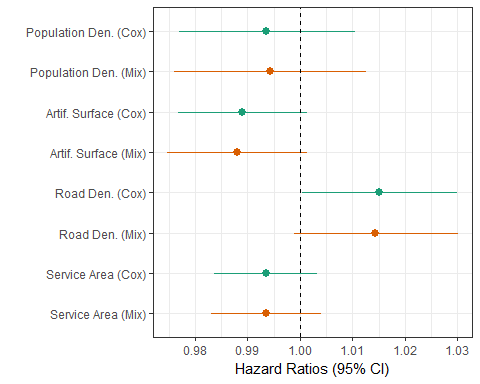 Population Den. (Cox)
Population Den. (Mix)
Artif. Surface (Cox)
Artif. Surface (Mix)
Road Den. (Cox)
Road Den. (Mix)
Service Area (Cox)
Service Area (Mix)
0.98 0.99 1.00 1.01 1.02 1.03
Hazard Ratios (95% CI)